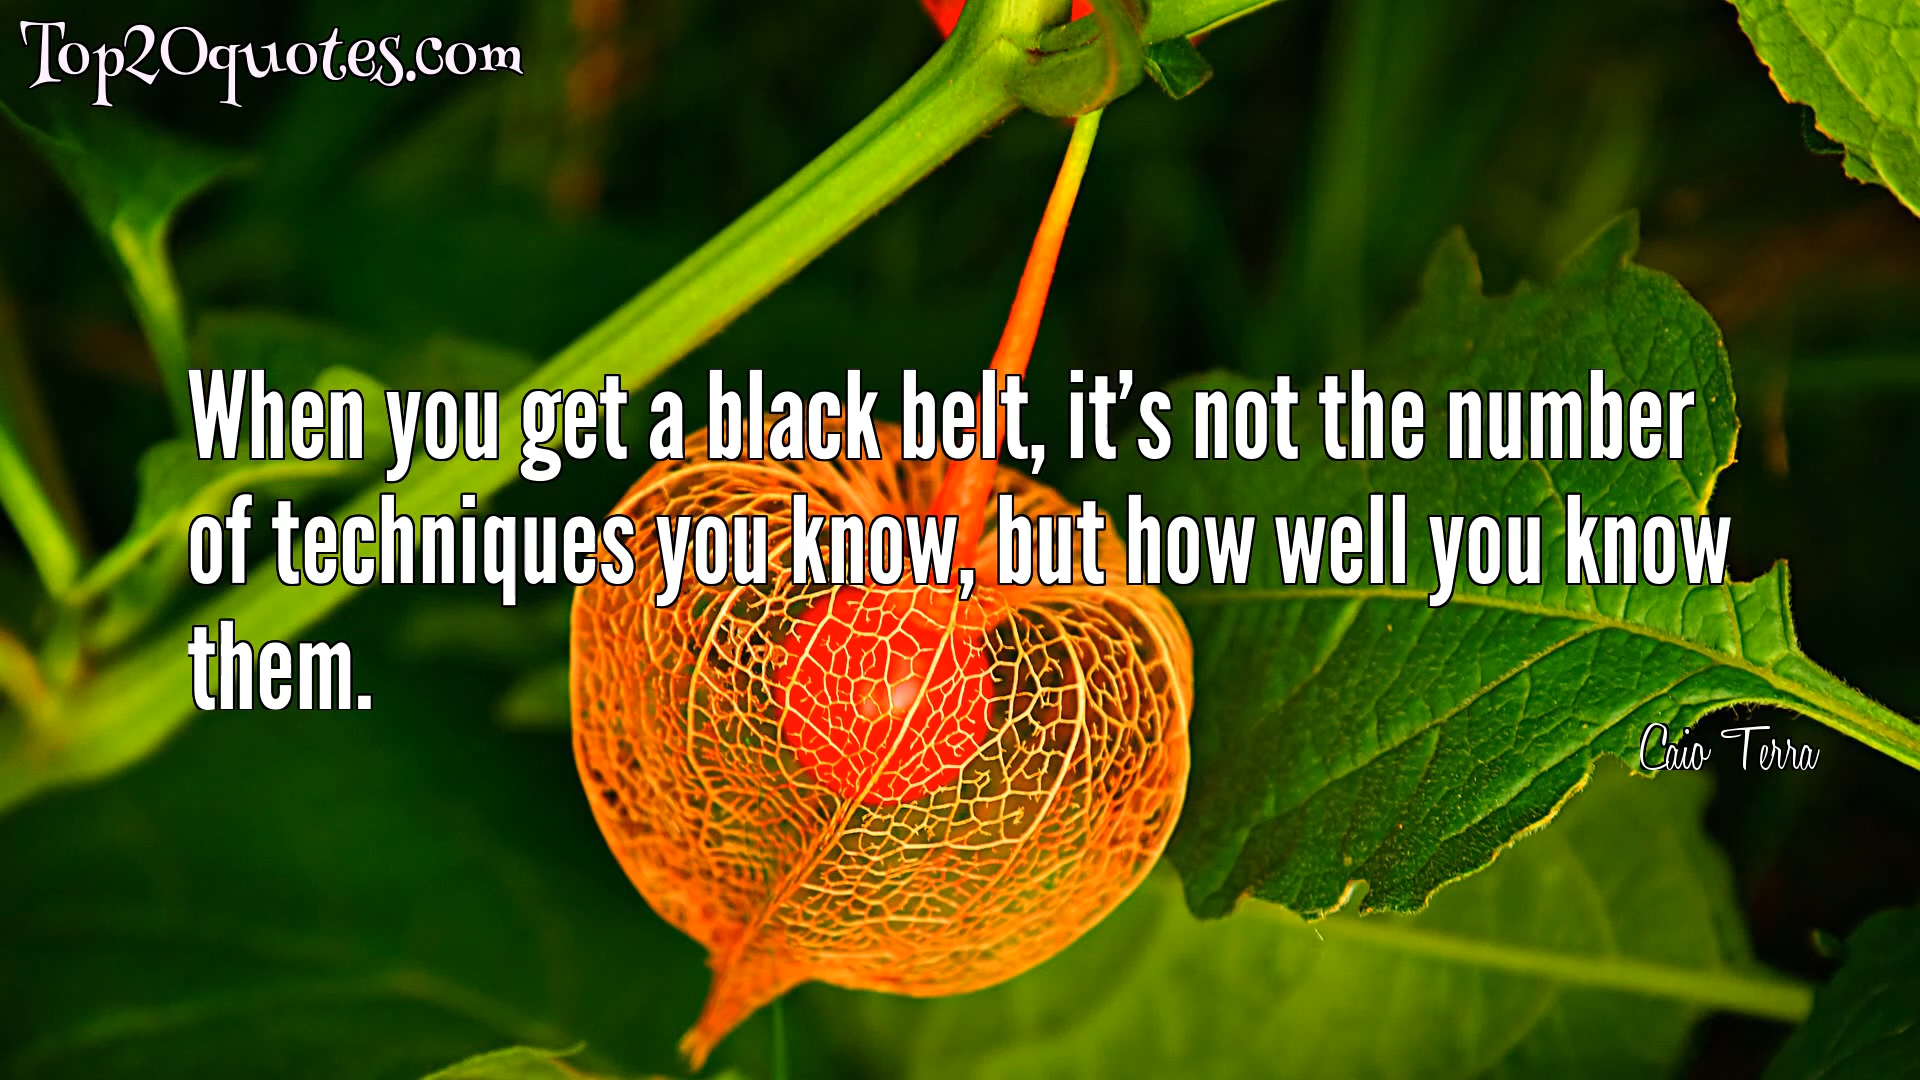 Top20quotes.com
When you get a black belt, it’s not the number
of techniques you know, but how well you know
them.
Caio Terra